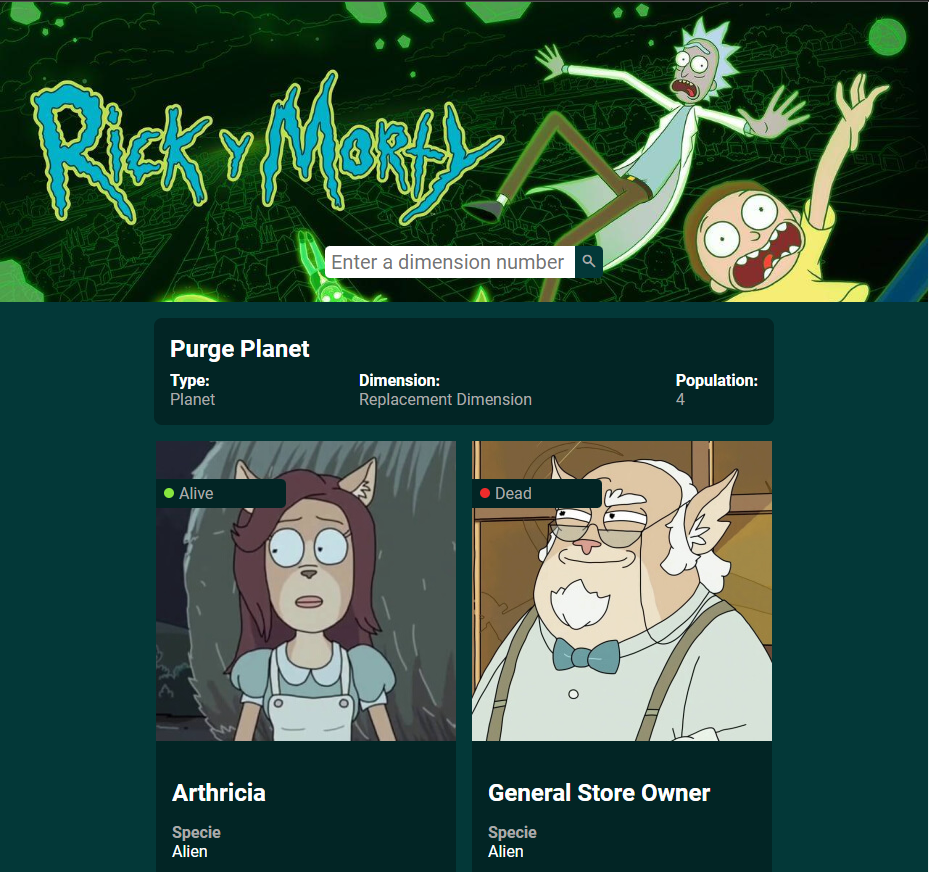 Rick y Morty
Enter a dimension number
Purge Planet
Type: Dimension: Population:
Planet Replacement Dimension 4
Alive Dead
Arthricia General Store Owner
Specie Specie
Alien Alien